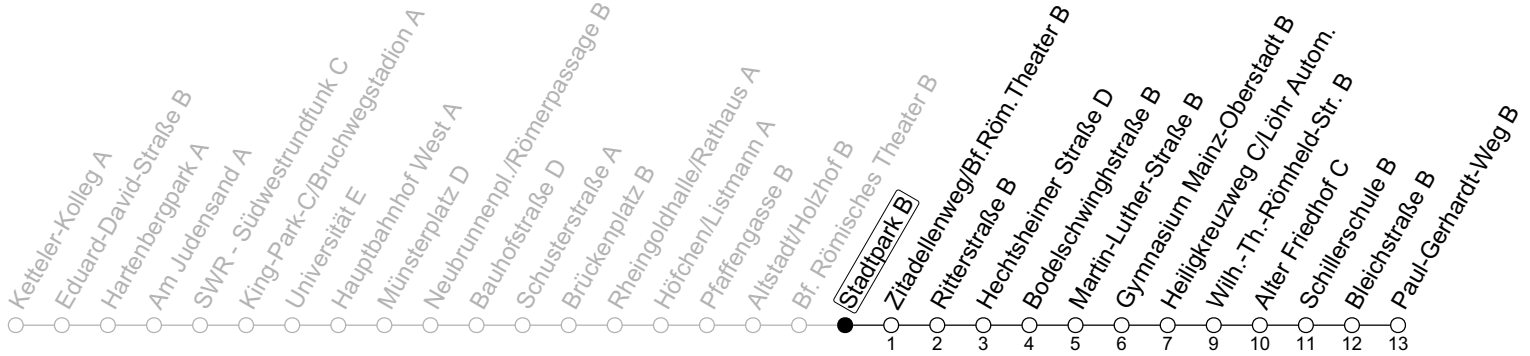 Ketteler-Kolleg A
Eduard-David-Straße B
Hartenbergpark A
Am Judensand A
SWR - Südwestrundfunk C
King-Park-C/Bruchwegstadion A
Universität E
Hauptbahnhof West A
Münsterplatz D
Neubrunnenpl./Römerpassage B
Bauhofstraße D
Schusterstraße A
Brückenplatz B
Rheingoldhalle/Rathaus A
Höfchen/Listmann A
Pfaffengasse B
Altstadt/Holzhof B
Bf. Römisches Theater B
Stadtpark B
Zitadellenweg/Bf.Röm.Theater B
Ritterstraße B
Hechtsheimer Straße D
Bodelschwinghstraße B
Martin-Luther-Straße B
Gymnasium Mainz-Oberstadt B
Heiligkreuzweg C/Löhr Autom.
Wilh.-Th.-Römheld-Str. B
Alter Friedhof C
Schillerschule B
Bleichstraße B
Paul-Gerhardt-Weg B
1 2 3 4 5 6 7 9 10 11 12 13